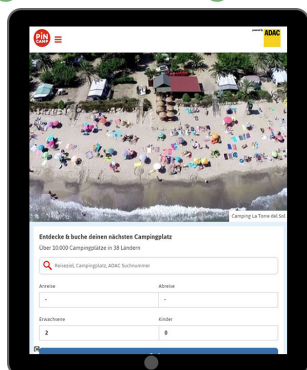 PiN
CAMP
powered by ADAC
Camping La Torre del Sol
Entdecke & buche deinen nächsten Campingplatz
Über 10.000 Campingplätze in 38 Ländern
Reiseziel, Campingplatz, ADAC Suchnummer
Anreise Abreise
- -
Erwachsene Kinder
2 0